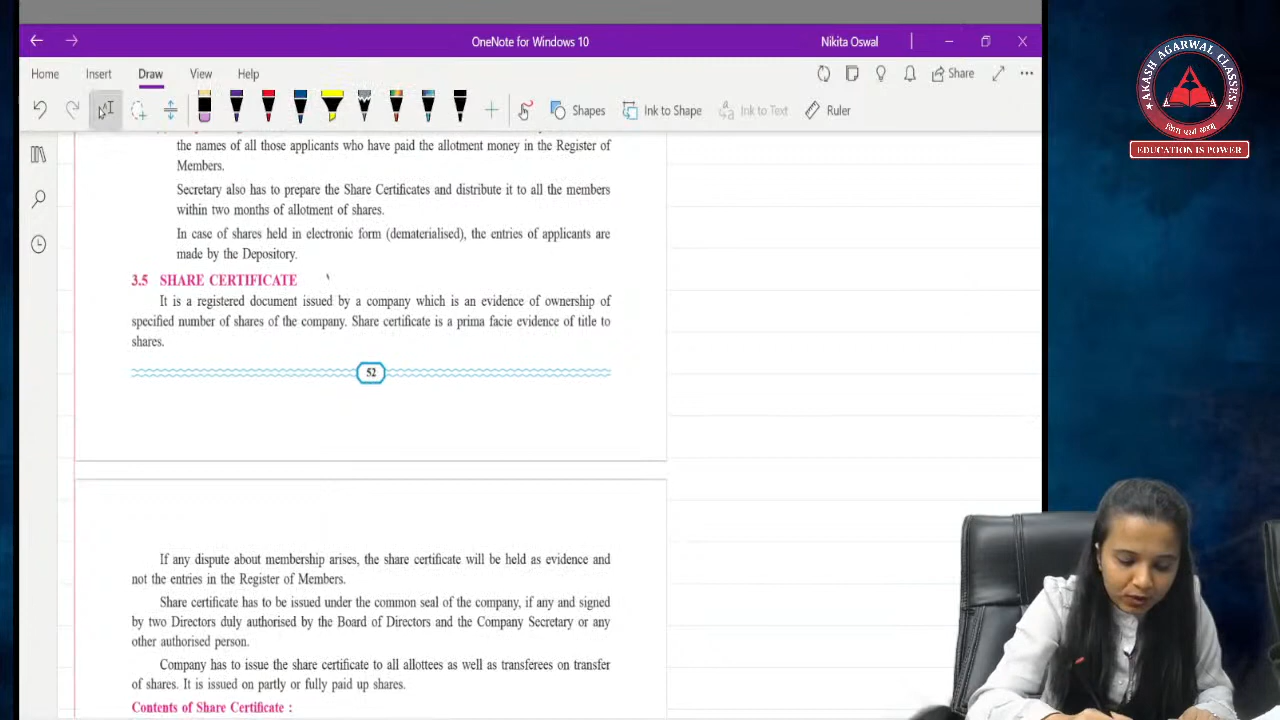 OneNote for Windows 10
Nikita Oswal
Home
Insert
Draw
View
Help
Share
Shapes
Ink to Shape
Ink to Text
Ruler
the names of all those applicants who have paid the allotment money in the Register of
Members.
Secretary also has to prepare the Share Certificates and distribute it to all the members
within two months of allotment of shares.
In case of shares held in electronic form (dematerialised), the entries of applicants are
made by the Depository.
3.5 SHARE CERTIFICATE
It is a registered document issued by a company which is an evidence of ownership of
specified number of shares of the company. Share certificate is a prima facie evidence of title to
shares.
52
If any dispute about membership arises, the share certificate will be held as evidence and
not the entries in the Register of Members.
Share certificate has to be issued under the common seal of the company, if any and signed
by two Directors duly authorised by the Board of Directors and the Company Secretary or any
other authorised person.
Company has to issue the share certificate to all allottees as well as transferees on transfer
of shares. It is issued on partly or fully paid up shares.
Contents of Share Certificate :
AKASH AGARWAL CLASSES
EDUCATION IS POWER